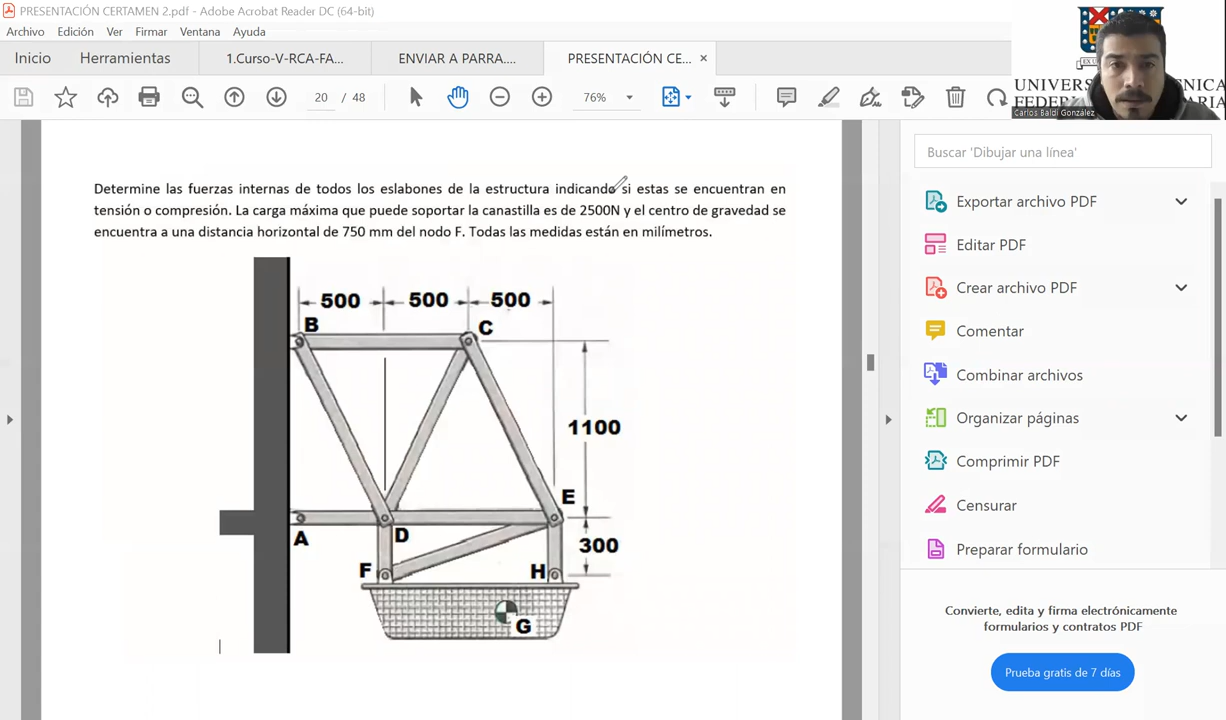 PRESENTACIÓN CERTAMEN 2.pdf - Adobe Acrobat Reader DC (64-bit)
Archivo Edición Ver Firmar Ventana Ayuda
Inicio Herramientas 1.Curso-V-RCA-FA... ENVIAR A PARRA.... PRESENTACIÓN CE... ×
20 / 48 76%
Carlos Baldi González
Buscar 'Dibujar una línea'
Exportar archivo PDF
Editar PDF
Crear archivo PDF
Comentar
Combinar archivos
Organizar páginas
Comprimir PDF
Censurar
Preparar formulario
Convierte, edita y firma electrónicamente
formularios y contratos PDF
Prueba gratis de 7 días
Determine las fuerzas internas de todos los eslabones de la estructura indicando si estas se encuentran en
tensión o compresión. La carga máxima que puede soportar la canastilla es de 2500N y el centro de gravedad se
encuentra a una distancia horizontal de 750 mm del nodo F. Todas las medidas están en milímetros.
500 500 500
B C
1100
E
A D
300
F H
G